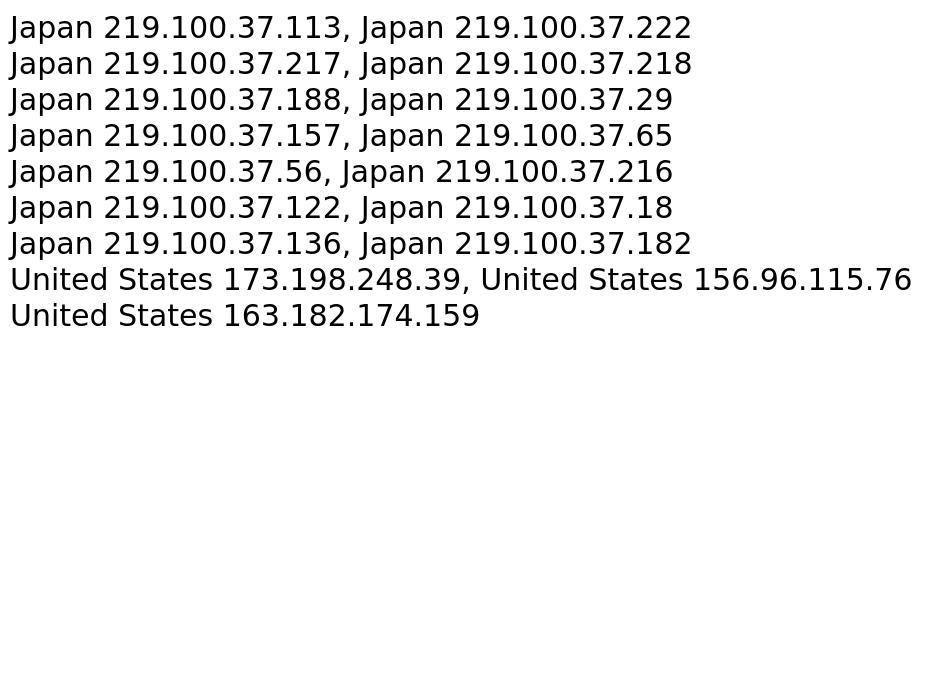 Japan 219.100.37.113, Japan 219.100.37.222
Japan 219.100.37.217, Japan 219.100.37.218
Japan 219.100.37.188, Japan 219.100.37.29
Japan 219.100.37.157, Japan 219.100.37.65
Japan 219.100.37.56, Japan 219.100.37.216
Japan 219.100.37.122, Japan 219.100.37.18
Japan 219.100.37.136, Japan 219.100.37.182
United States 173.198.248.39, United States 156.96.115.76
United States 163.182.174.159